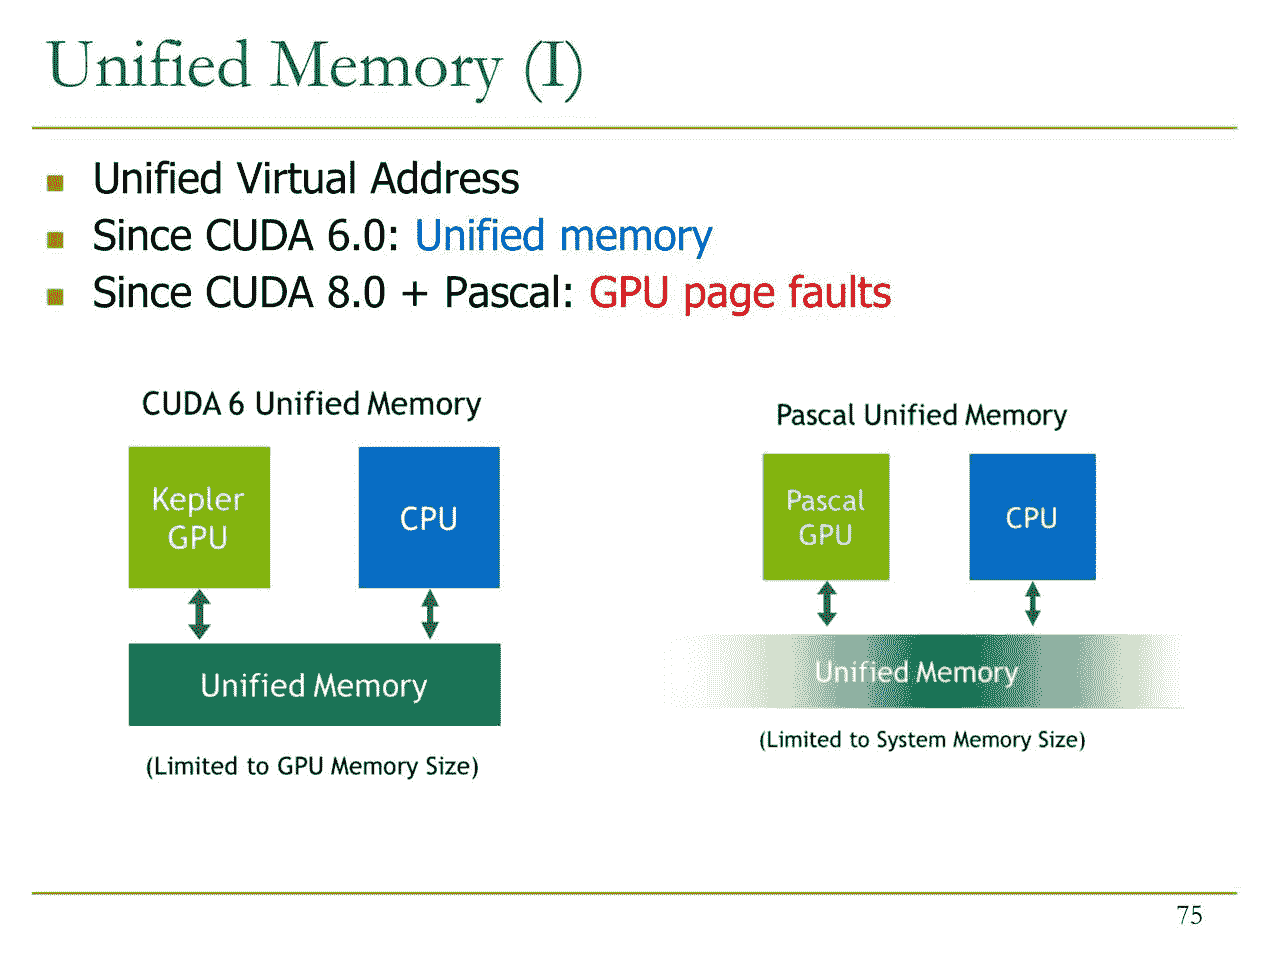 Unified Memory (I)
Unified Virtual Address
Since CUDA 6.0: Unified memory
Since CUDA 8.0 + Pascal: GPU page faults
CUDA 6 Unified Memory
Kepler
GPU
CPU
Unified Memory
(Limited to GPU Memory Size)
Pascal Unified Memory
Pascal
GPU
CPU
Unified Memory
(Limited to System Memory Size)
75